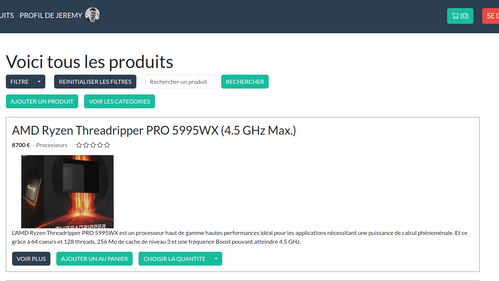 UITS PROFIL DE JEREMY (0) SE D
Voici tous les produits
FILTRE REINITIALISER LES FILTRES Rechercher un produit RECHERCHER
AJOUTER UN PRODUIT VOIR LES CATEGORIES
AMD Ryzen Threadripper PRO 5995WX (4.5 GHz Max.)
8700 € - Processeurs
THREADRIPPER
L'AMD Ryzen Threadripper PRO 5995WX est un processeur haut de gamme hautes performances idéal pour les applications nécessitant une puissance de calcul phénoménale. Et ce
grâce à 64 coeurs et 128 threads, 256 Mo de cache de niveau 3 et une fréquence Boost pouvant atteindre 4.5 GHz.
VOIR PLUS AJOUTER UN AU PANIER CHOISIR LA QUANTITE